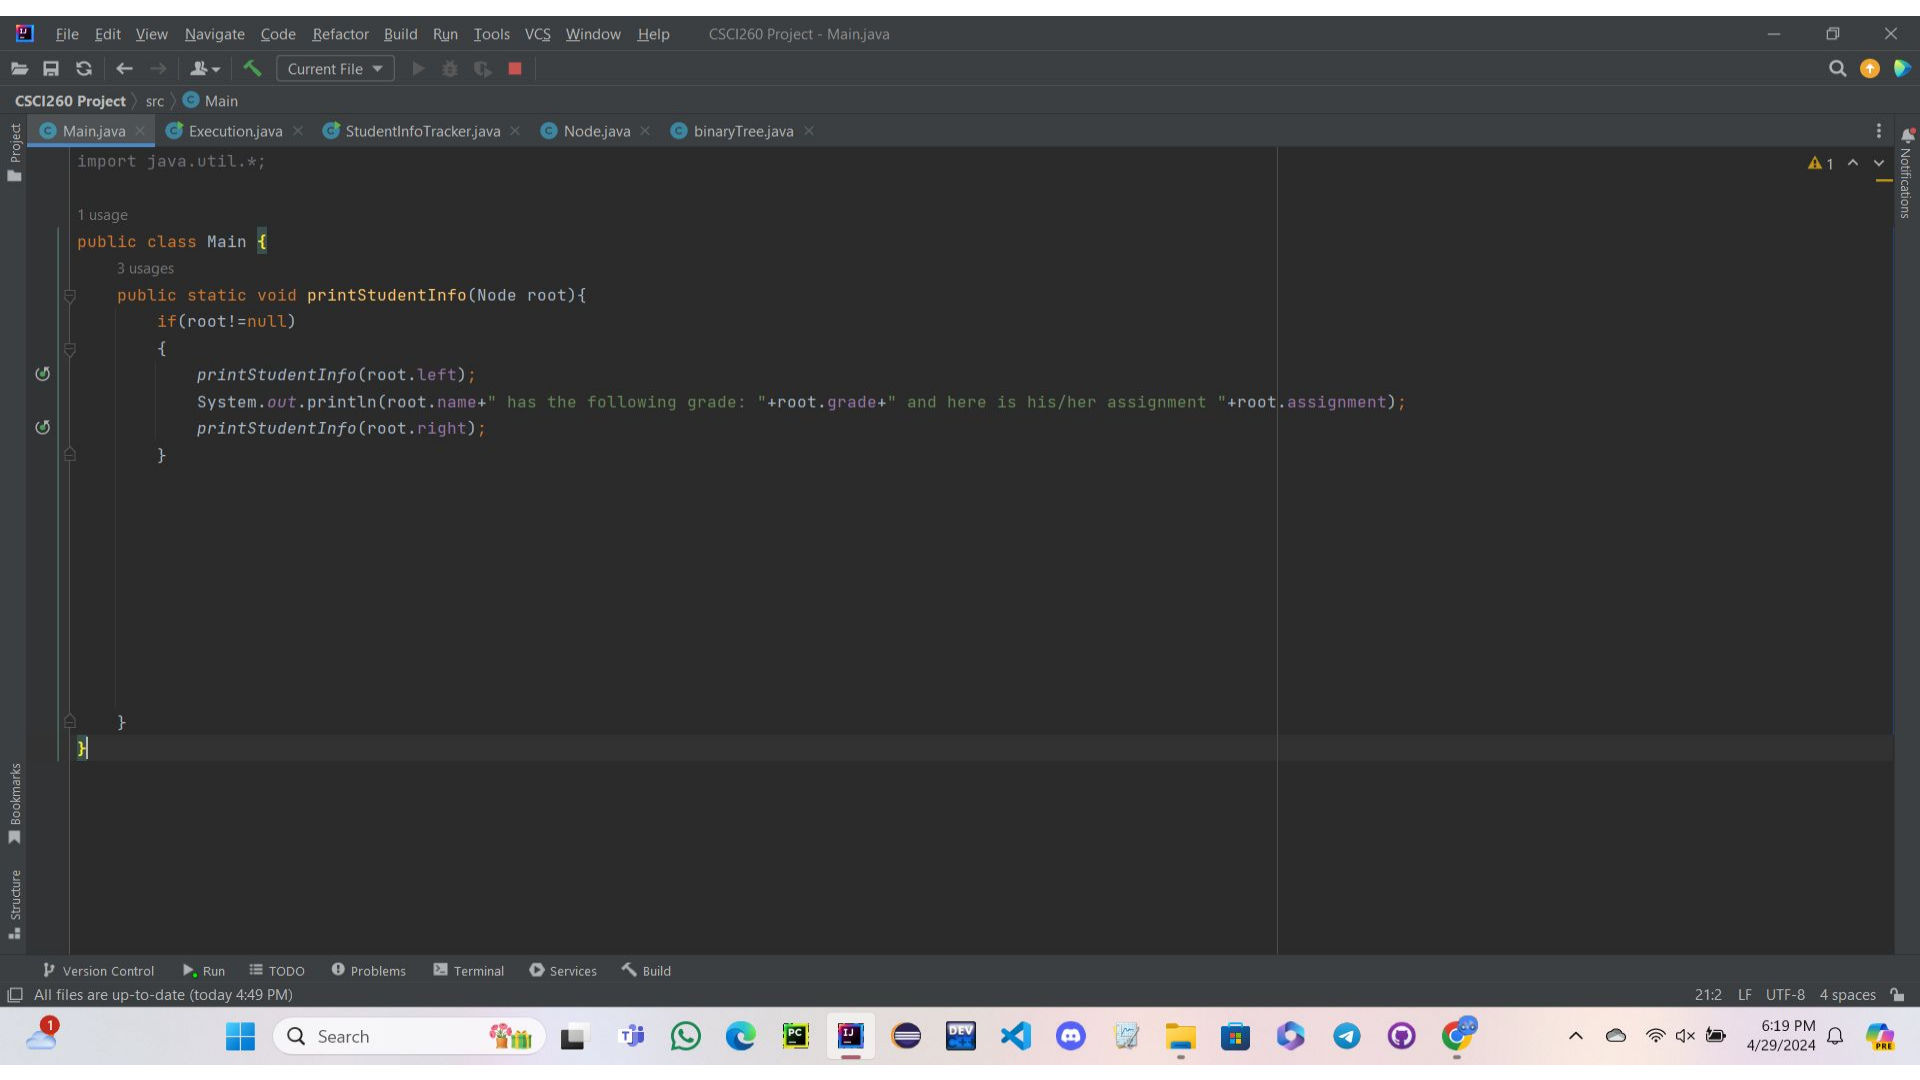 File Edit View Navigate Code Refactor Build Run Tools VCS Window Help CSCI260 Project - Main.java
Current File
CSCI260 Project src Main
Main.java Execution.java StudentInfoTracker.java Node.java binaryTree.java
Project
Notifications
import java.util.*;
1
1 usage
public class Main {
3 usages
public static void printStudentInfo(Node root){
if(root!=null)
{
printStudentInfo(root.left);
System.out.println(root.name+" has the following grade: "+root.grade+" and here is his/her assignment "+root.assignment);
printStudentInfo(root.right);
}
}
}
Bookmarks
Structure
Version Control Run TODO Problems Terminal Services Build
All files are up-to-date (today 4:49 PM) 21:2 LF UTF-8 4 spaces
1
Search
PC
IJ
DEV
C++
6:19 PM
4/29/2024
PRE